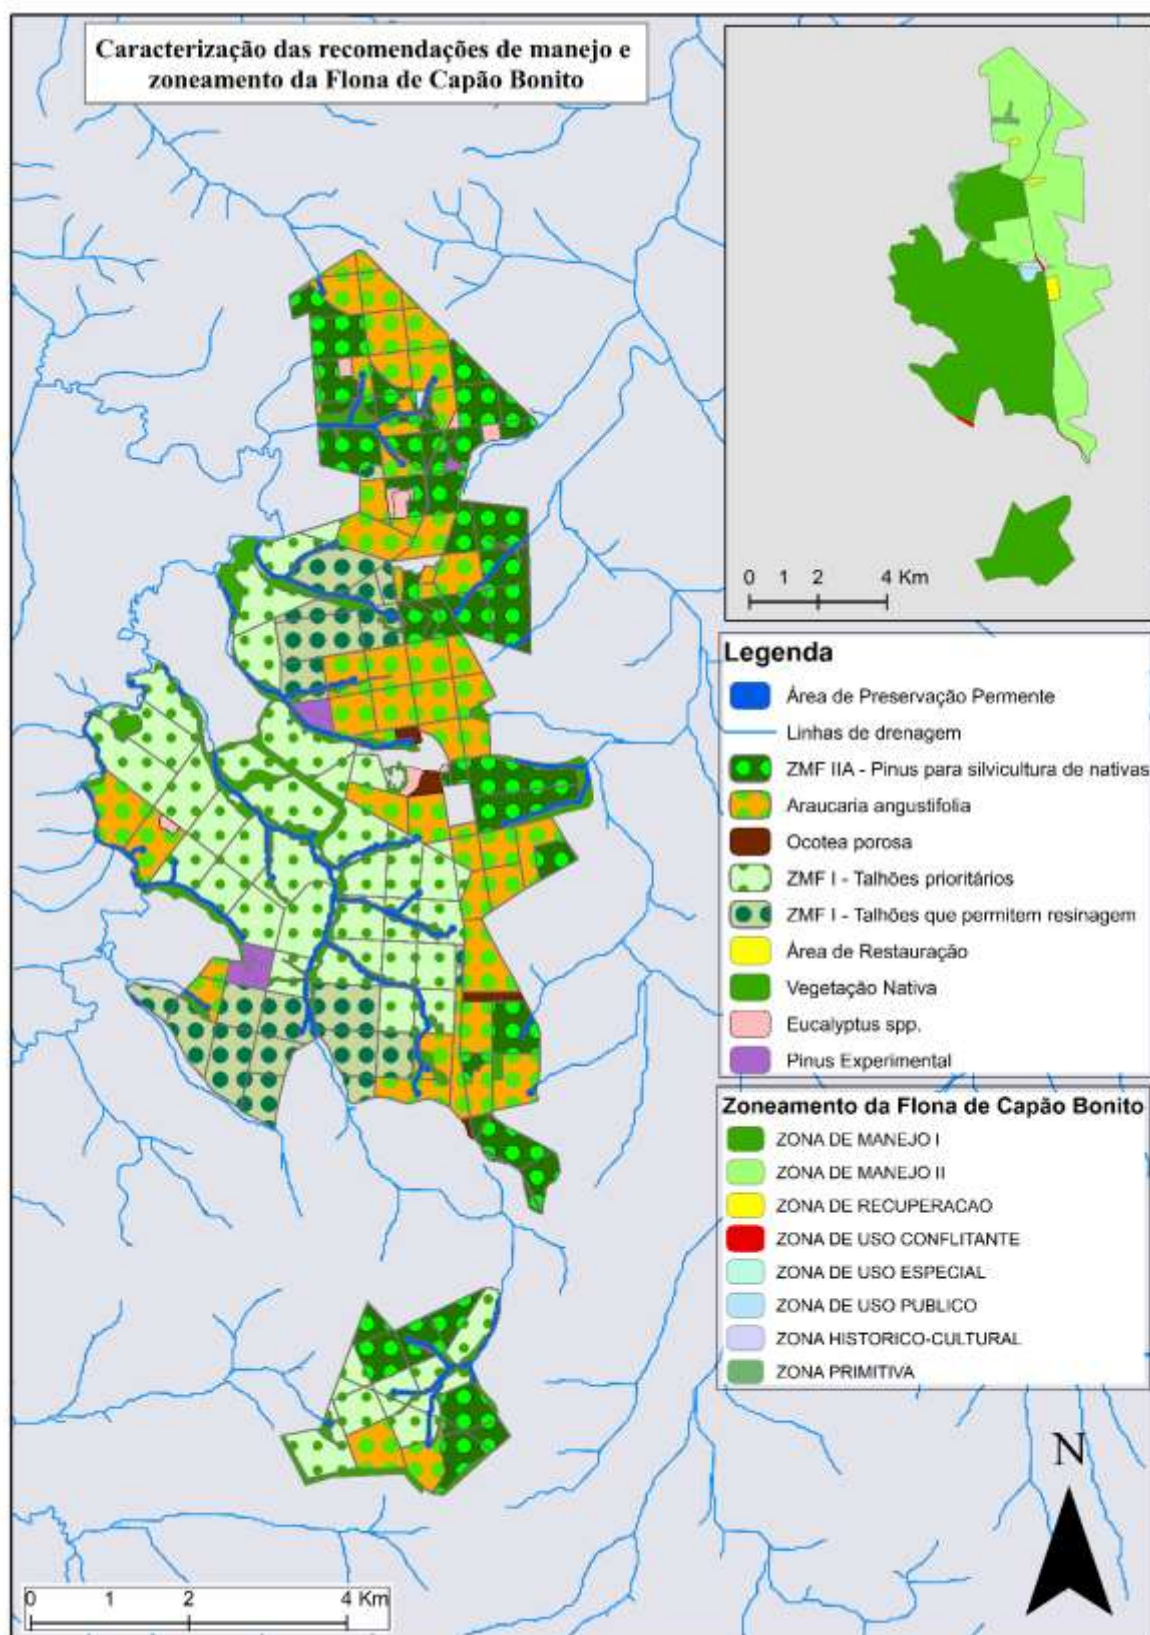 Caracterização das recomendações de manejo e
zoneamento da Flona de Capão Bonito
0 1 2 4 Km
Legenda
Área de Preservação Permente
Linhas de drenagem
ZMF IIA - Pinus para silvicultura de nativas
Araucaria angustifolia
Ocotea porosa
ZMF I - Talhões prioritários
ZMF I - Talhões que permitem resinagem
Área de Restauração
Vegetação Nativa
Eucalyptus spp.
Pinus Experimental
Zoneamento da Flona de Capão Bonito
ZONA DE MANEJO I
ZONA DE MANEJO II
ZONA DE RECUPERACAO
ZONA DE USO CONFLITANTE
ZONA DE USO ESPECIAL
ZONA DE USO PUBLICO
ZONA HISTORICO-CULTURAL
ZONA PRIMITIVA
N
0 1 2 4 Km